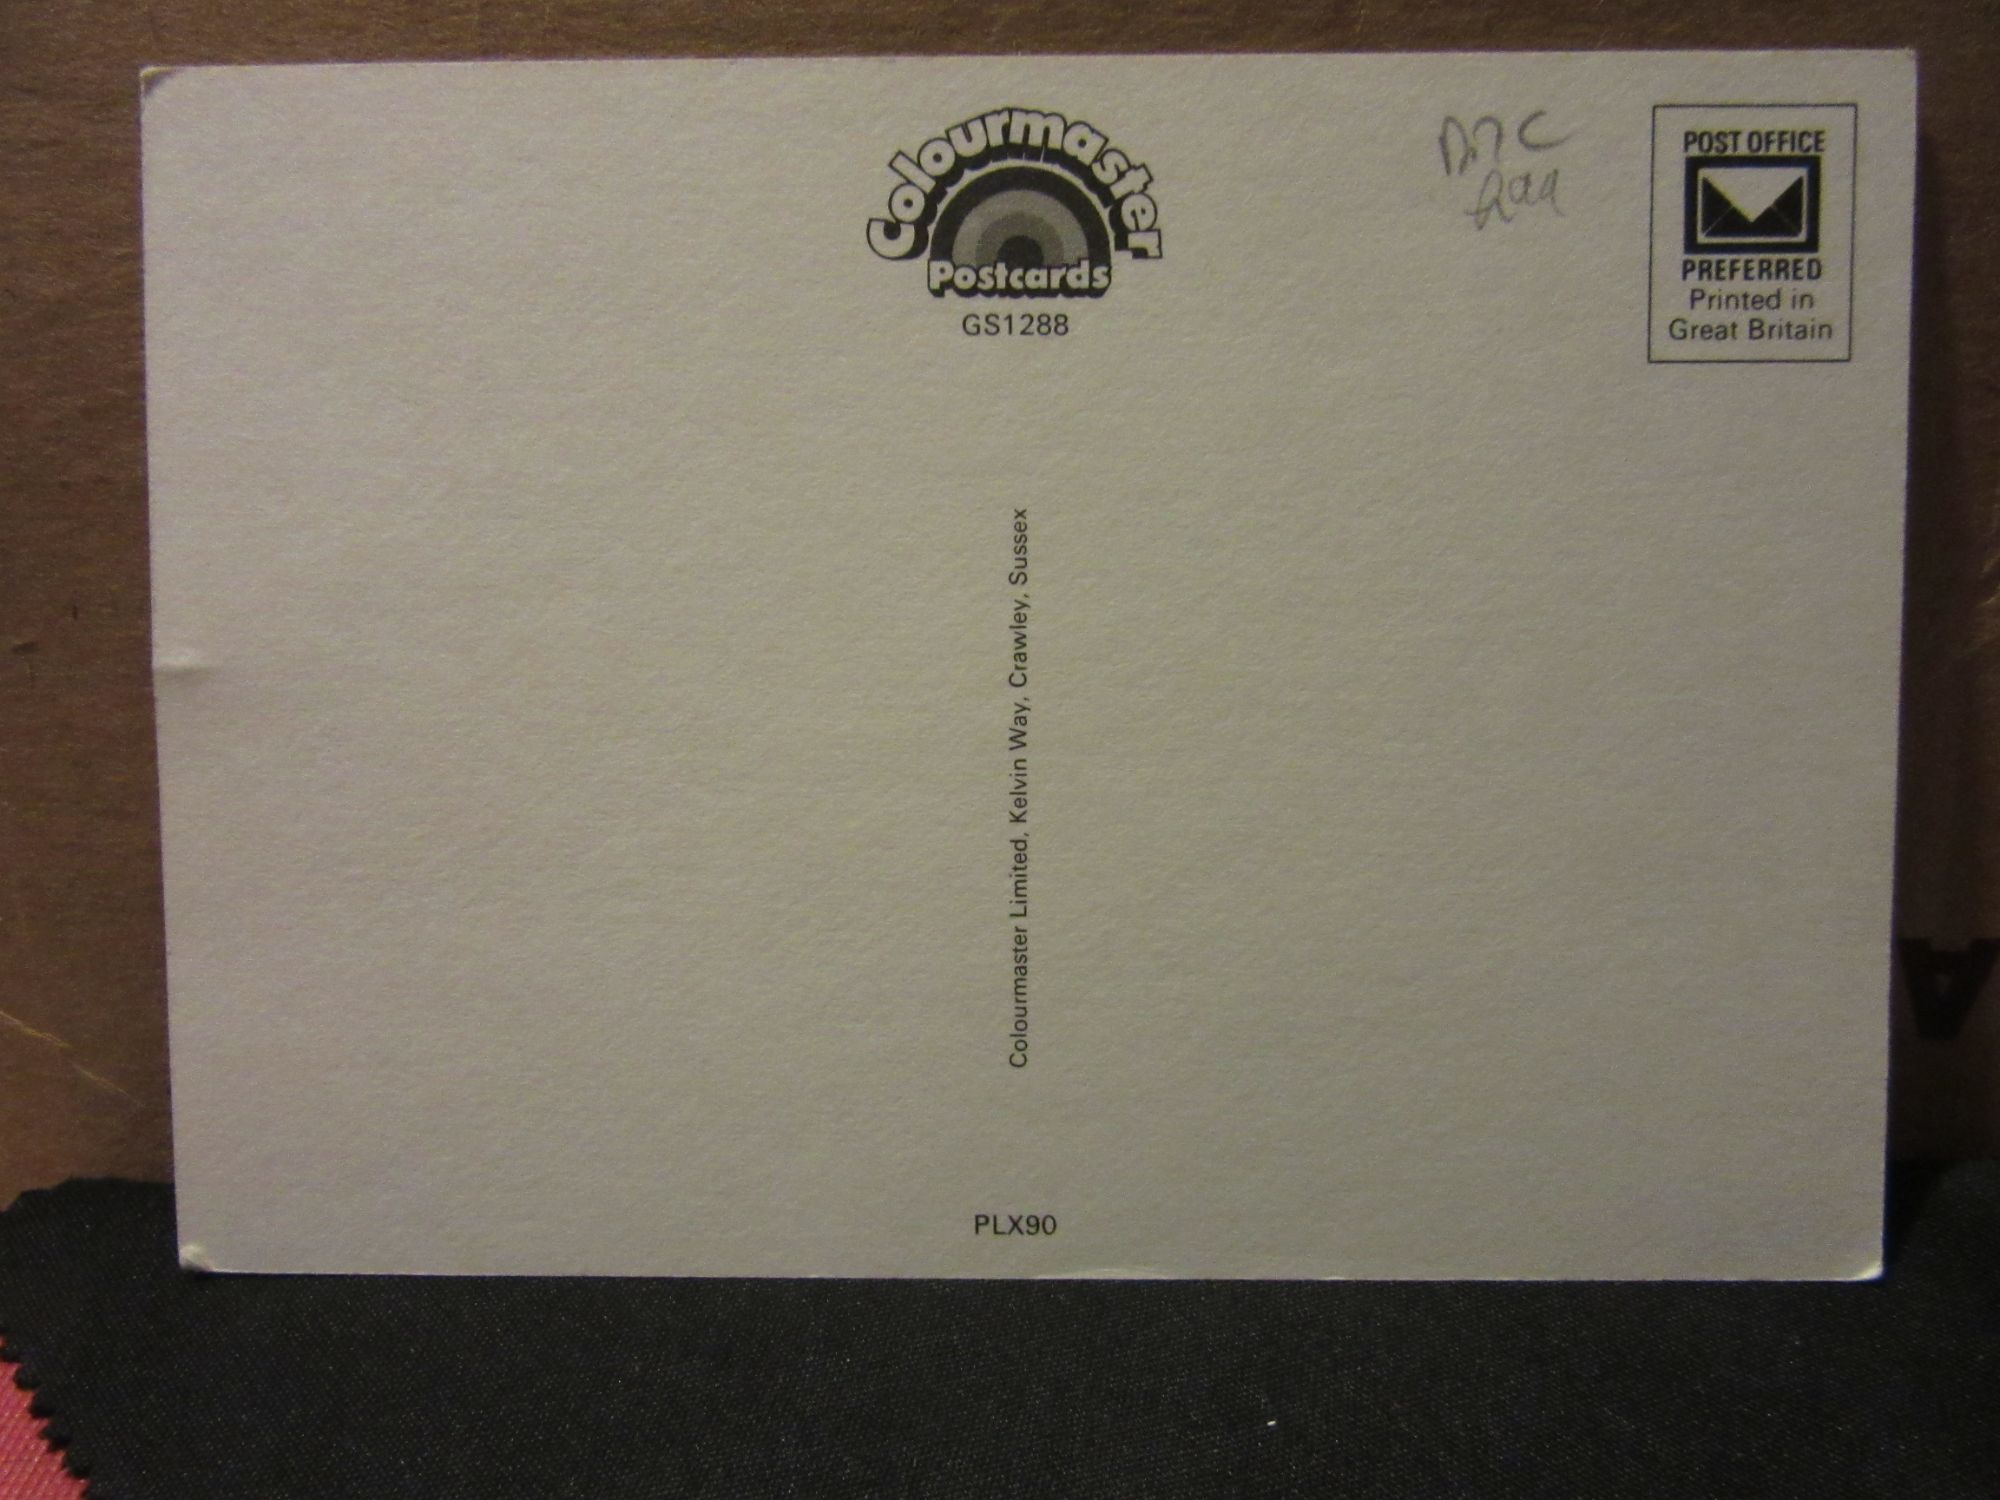 Colourmaster
Postcards
GS1288
POST OFFICE
PREFERRED
Printed in
Great Britain
Colourmaster Limited, Kelvin Way, Crawley, Sussex
PLX90